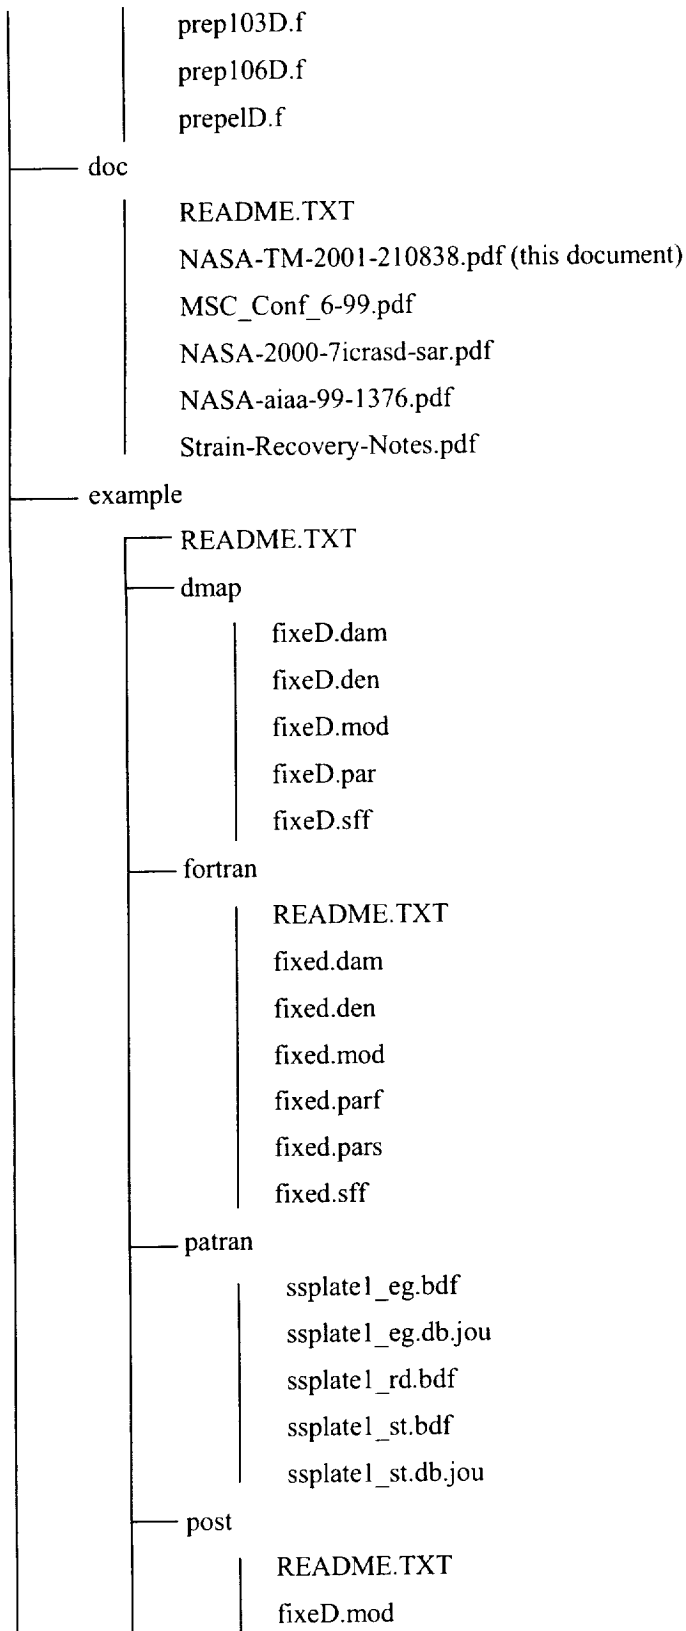 prep103D.f
prep106D.f
prepelD.f
doc
README.TXT
NASA-TM-2001-210838.pdf (this document)
MSC_Conf_6-99.pdf
NASA-2000-7icrasd-sar.pdf
NASA-aiaa-99-1376.pdf
Strain-Recovery-Notes.pdf
example
README.TXT
dmap
fixeD.dam
fixeD.den
fixeD.mod
fixeD.par
fixeD.sff
fortran
README.TXT
fixed.dam
fixed.den
fixed.mod
fixed.parf
fixed.pars
fixed.sff
patran
ssplate1_eg.bdf
ssplate1_eg.db.jou
ssplate1_rd.bdf
ssplate1_st.bdf
ssplate1_st.db.jou
post
README.TXT
fixeD.mod